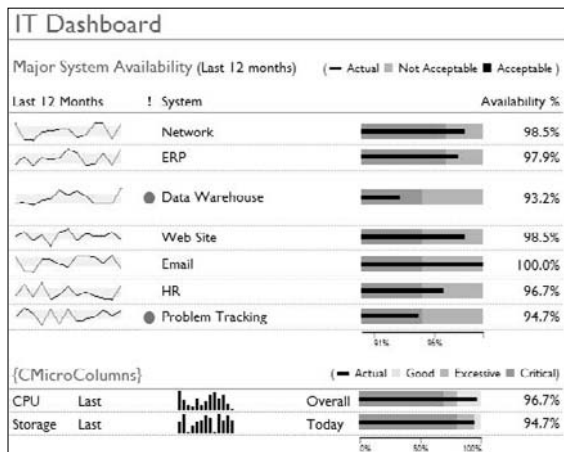 IT Dashboard
Major System Availability (Last 12 months) ( Actual Not Acceptable Acceptable )
Last 12 Months ! System Availability %
Network 98.5%
ERP 97.9%
Data Warehouse 93.2%
Web Site 98.5%
Email 100.0%
HR 96.7%
Problem Tracking 94.7%
91% 96%
{CMicroColumns} ( Actual Good Excessive Critical)
CPU Last Overall 96.7%
Storage Last Today 94.7%
0% 50% 100%